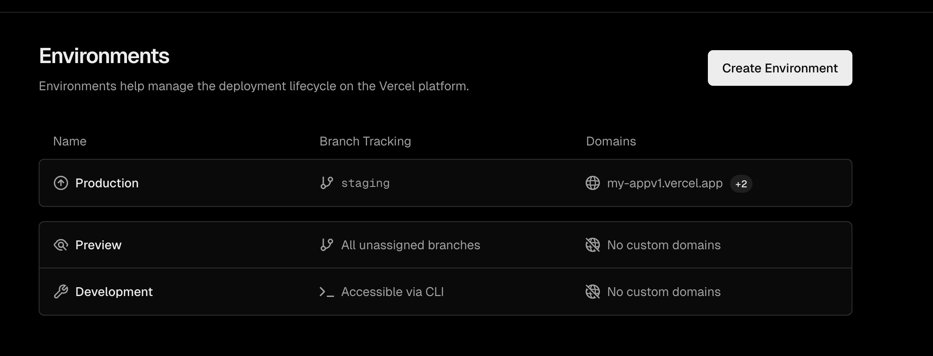 Environments
Create Environment
Environments help manage the deployment lifecycle on the Vercel platform.
Name Branch Tracking Domains
Production staging my-appv1.vercel.app +2
Preview All unassigned branches No custom domains
Development Accessible via CLI No custom domains